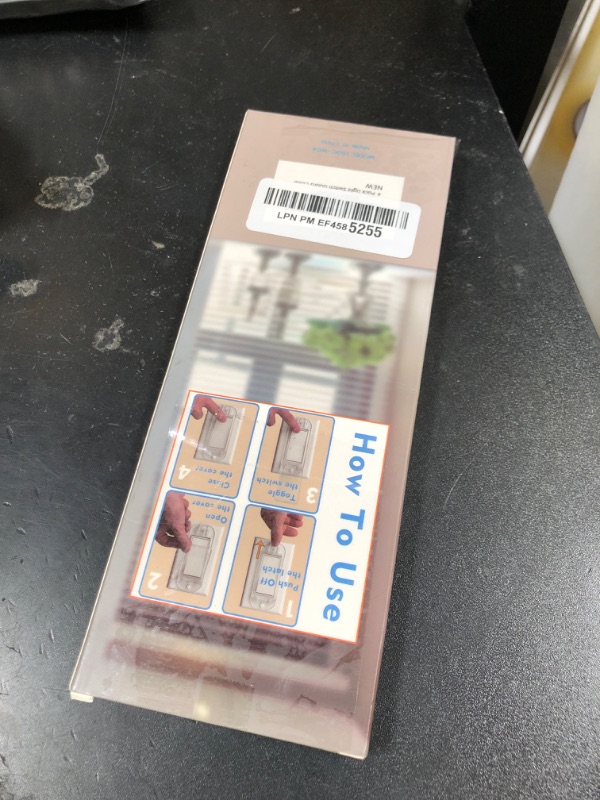 NEW
LPN PM EF4585255
How To Use
1
Push Off
the latch
2
Open
the cover
3
Toggle
the switch
4
Close
the cover